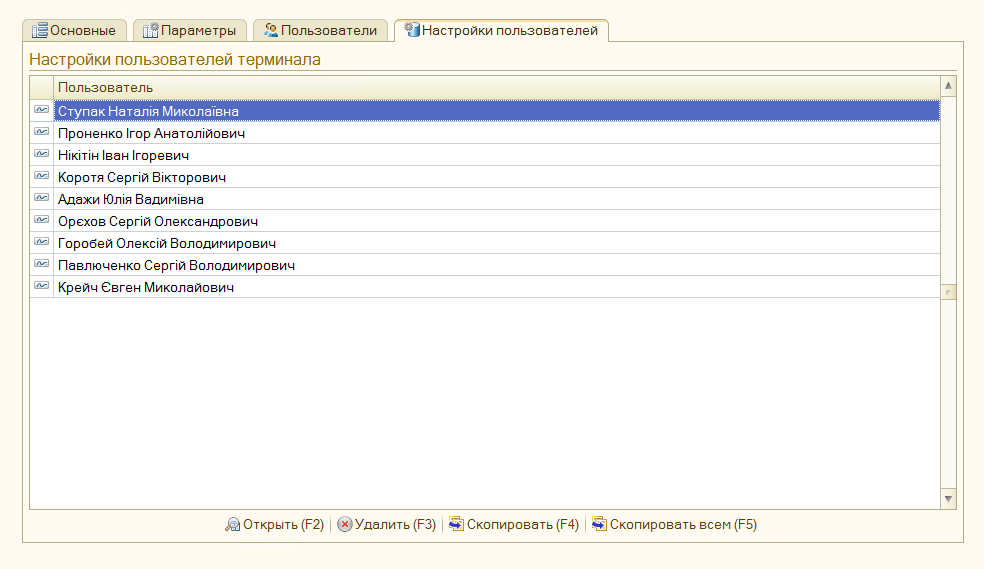 Основные Параметры Пользователи Настройки пользователей
Настройки пользователей терминала
Пользователь
Ступак Наталія Миколаївна
Проненко Ігор Анатолійович
Нікітін Іван Ігоревич
Коротя Сергій Вікторович
Адажи Юлія Вадимівна
Орєхов Сергій Олександрович
Горобей Олексій Володимирович
Павлюченко Сергій Володимирович
Крейч Євген Миколайович
Открыть (F2) Удалить (F3) Скопировать (F4) Скопировать всем (F5)